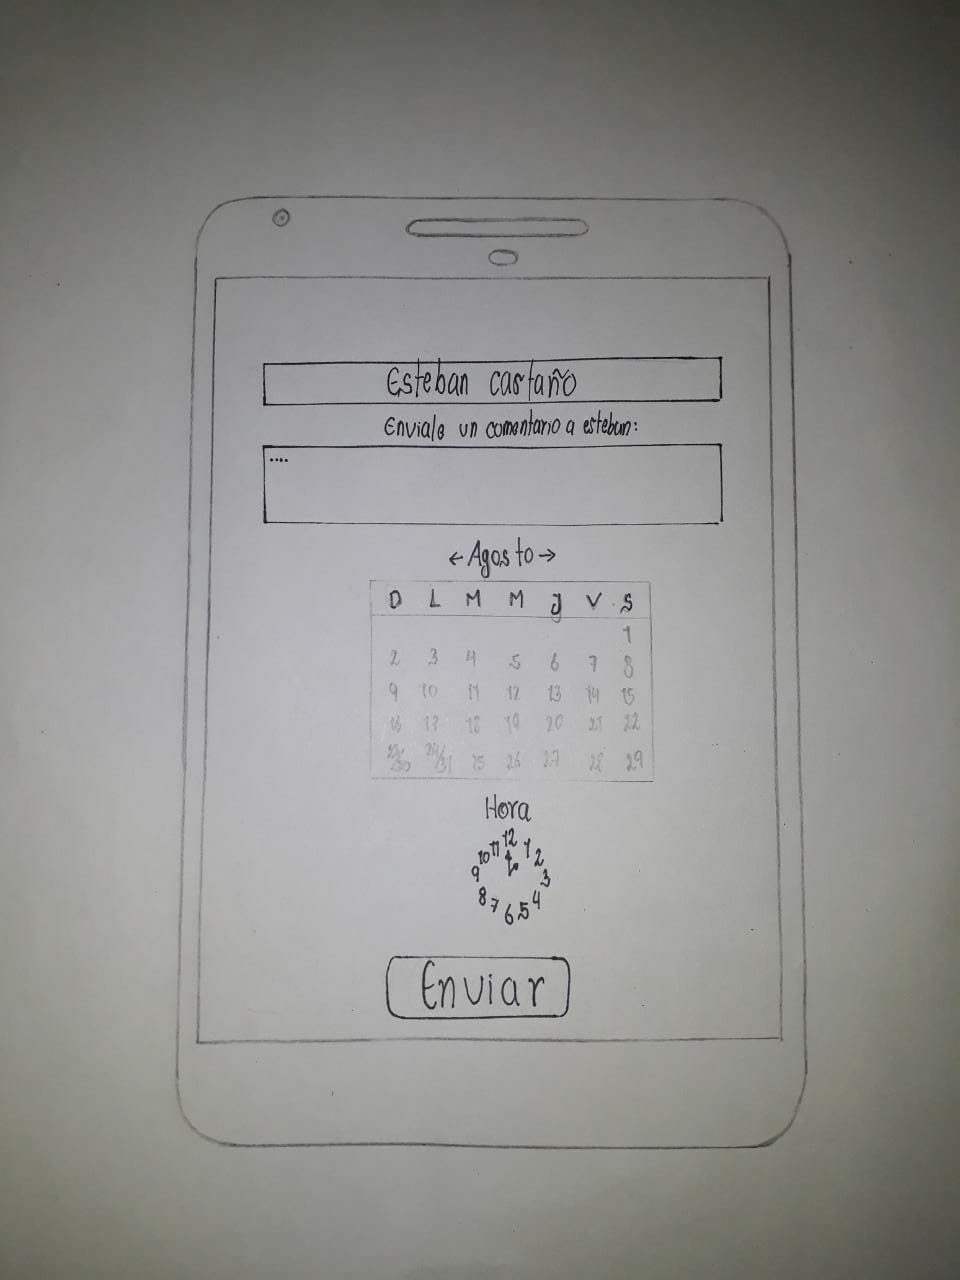 Esteban castaño
Enviale un comentario a esteban:
....
← Agosto →
D L M M J V S
1
2 3 4 5 6 7 8
9 10 11 12 13 14 15
16 17 18 19 20 21 22
23/30 24/31 25 26 27 28 29
Hora
12
11 1
10 2
9 3
8 4
7 5
6
Enviar